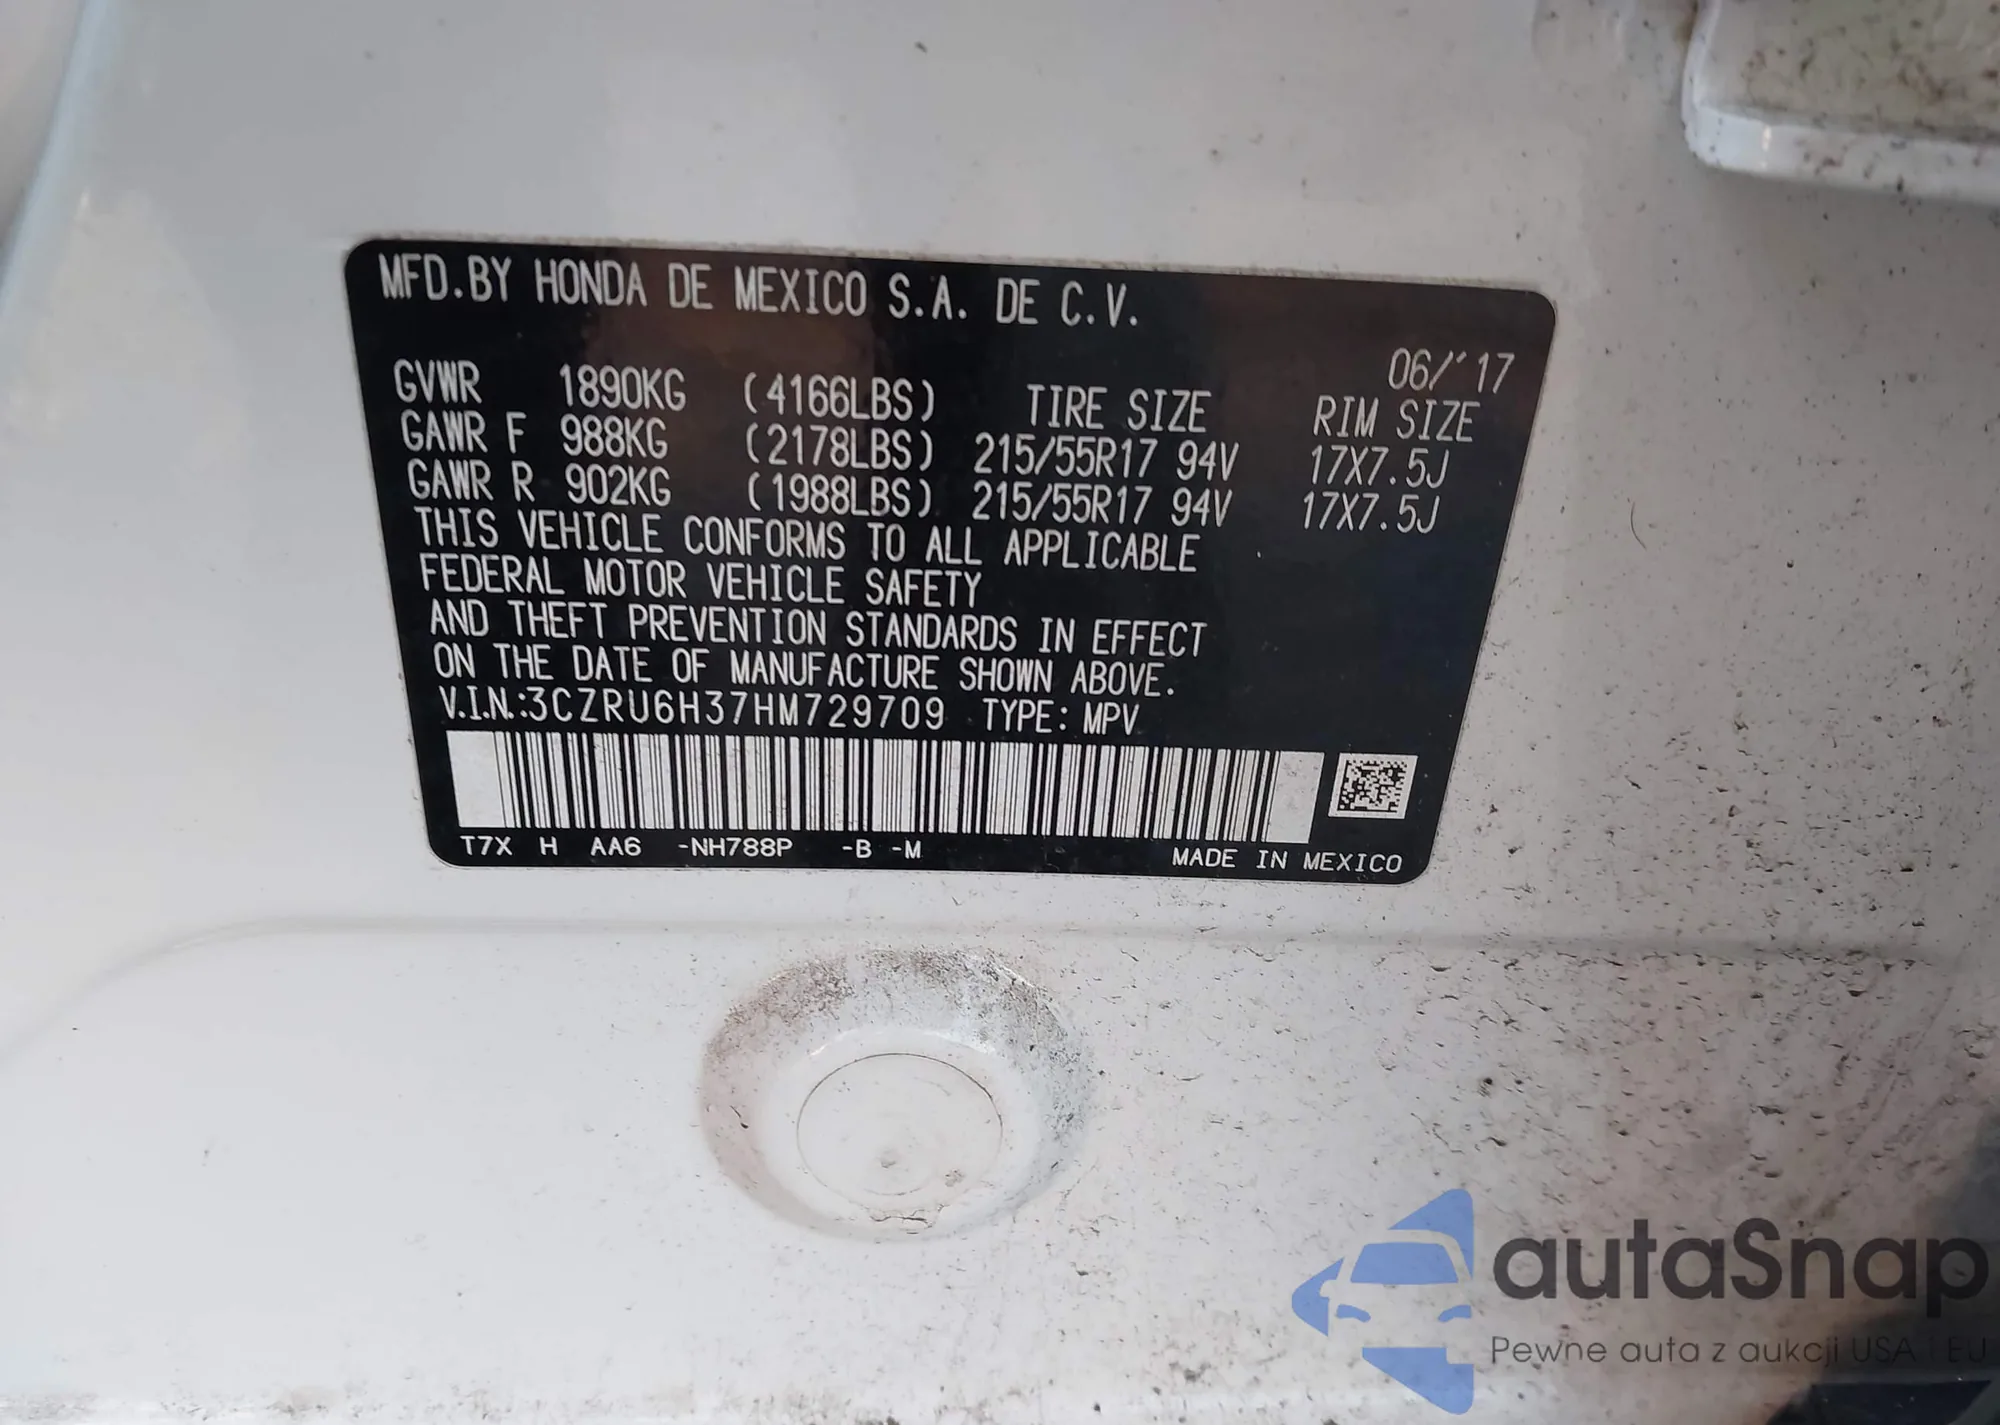 MFD.BY HONDA DE MEXICO S.A. DE C.V.
06/'17
GVWR 1890KG (4166LBS) TIRE SIZE RIM SIZE
GAWR F 988KG (2178LBS) 215/55R17 94V 17X7.5J
GAWR R 902KG (1988LBS) 215/55R17 94V 17X7.5J
THIS VEHICLE CONFORMS TO ALL APPLICABLE
FEDERAL MOTOR VEHICLE SAFETY
AND THEFT PREVENTION STANDARDS IN EFFECT
ON THE DATE OF MANUFACTURE SHOWN ABOVE.
V.I.N.:3CZRU6H37HM729709 TYPE: MPV
T7X H AA6 -NH788P -B -M MADE IN MEXICO
autaSnap
Pewne auta z aukcji USA i EU